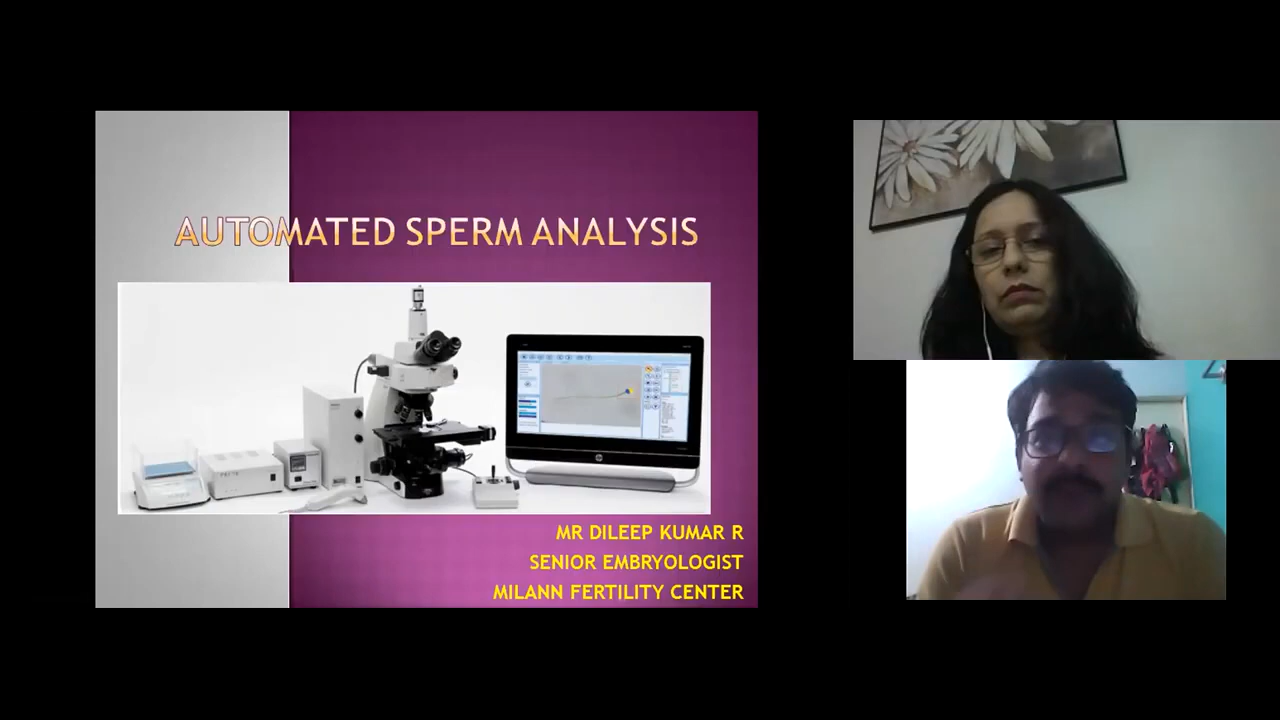 AUTOMATED SPERM ANALYSIS
MR DILEEP KUMAR R
SENIOR EMBRYOLOGIST
MILANN FERTILITY CENTER